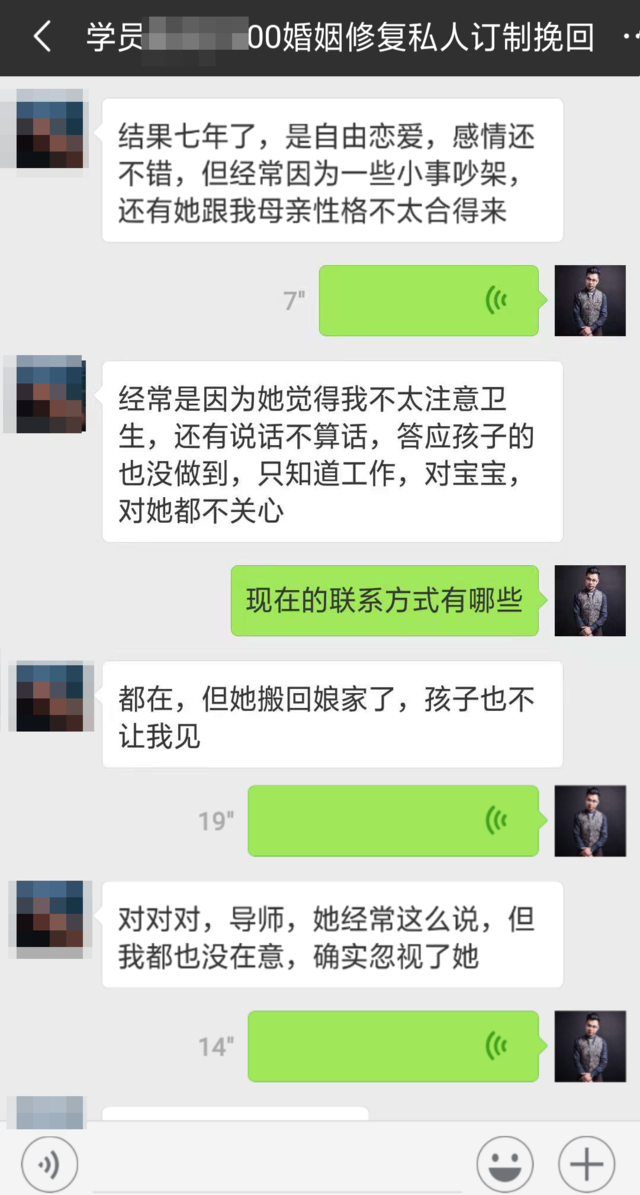 学员 00婚姻修复私人订制挽回
结果七年了，是自由恋爱，感情还
不错，但经常因为一些小事吵架，
还有她跟我母亲性格不太合得来
7"
经常是因为她觉得我不太注意卫
生，还有说话不算话，答应孩子的
也没做到，只知道工作，对宝宝，
对她都不关心
现在的联系方式有哪些
都在，但她搬回娘家了，孩子也不
让我见
19"
对对对，导师，她经常这么说，但
我都也没在意，确实忽视了她
14"